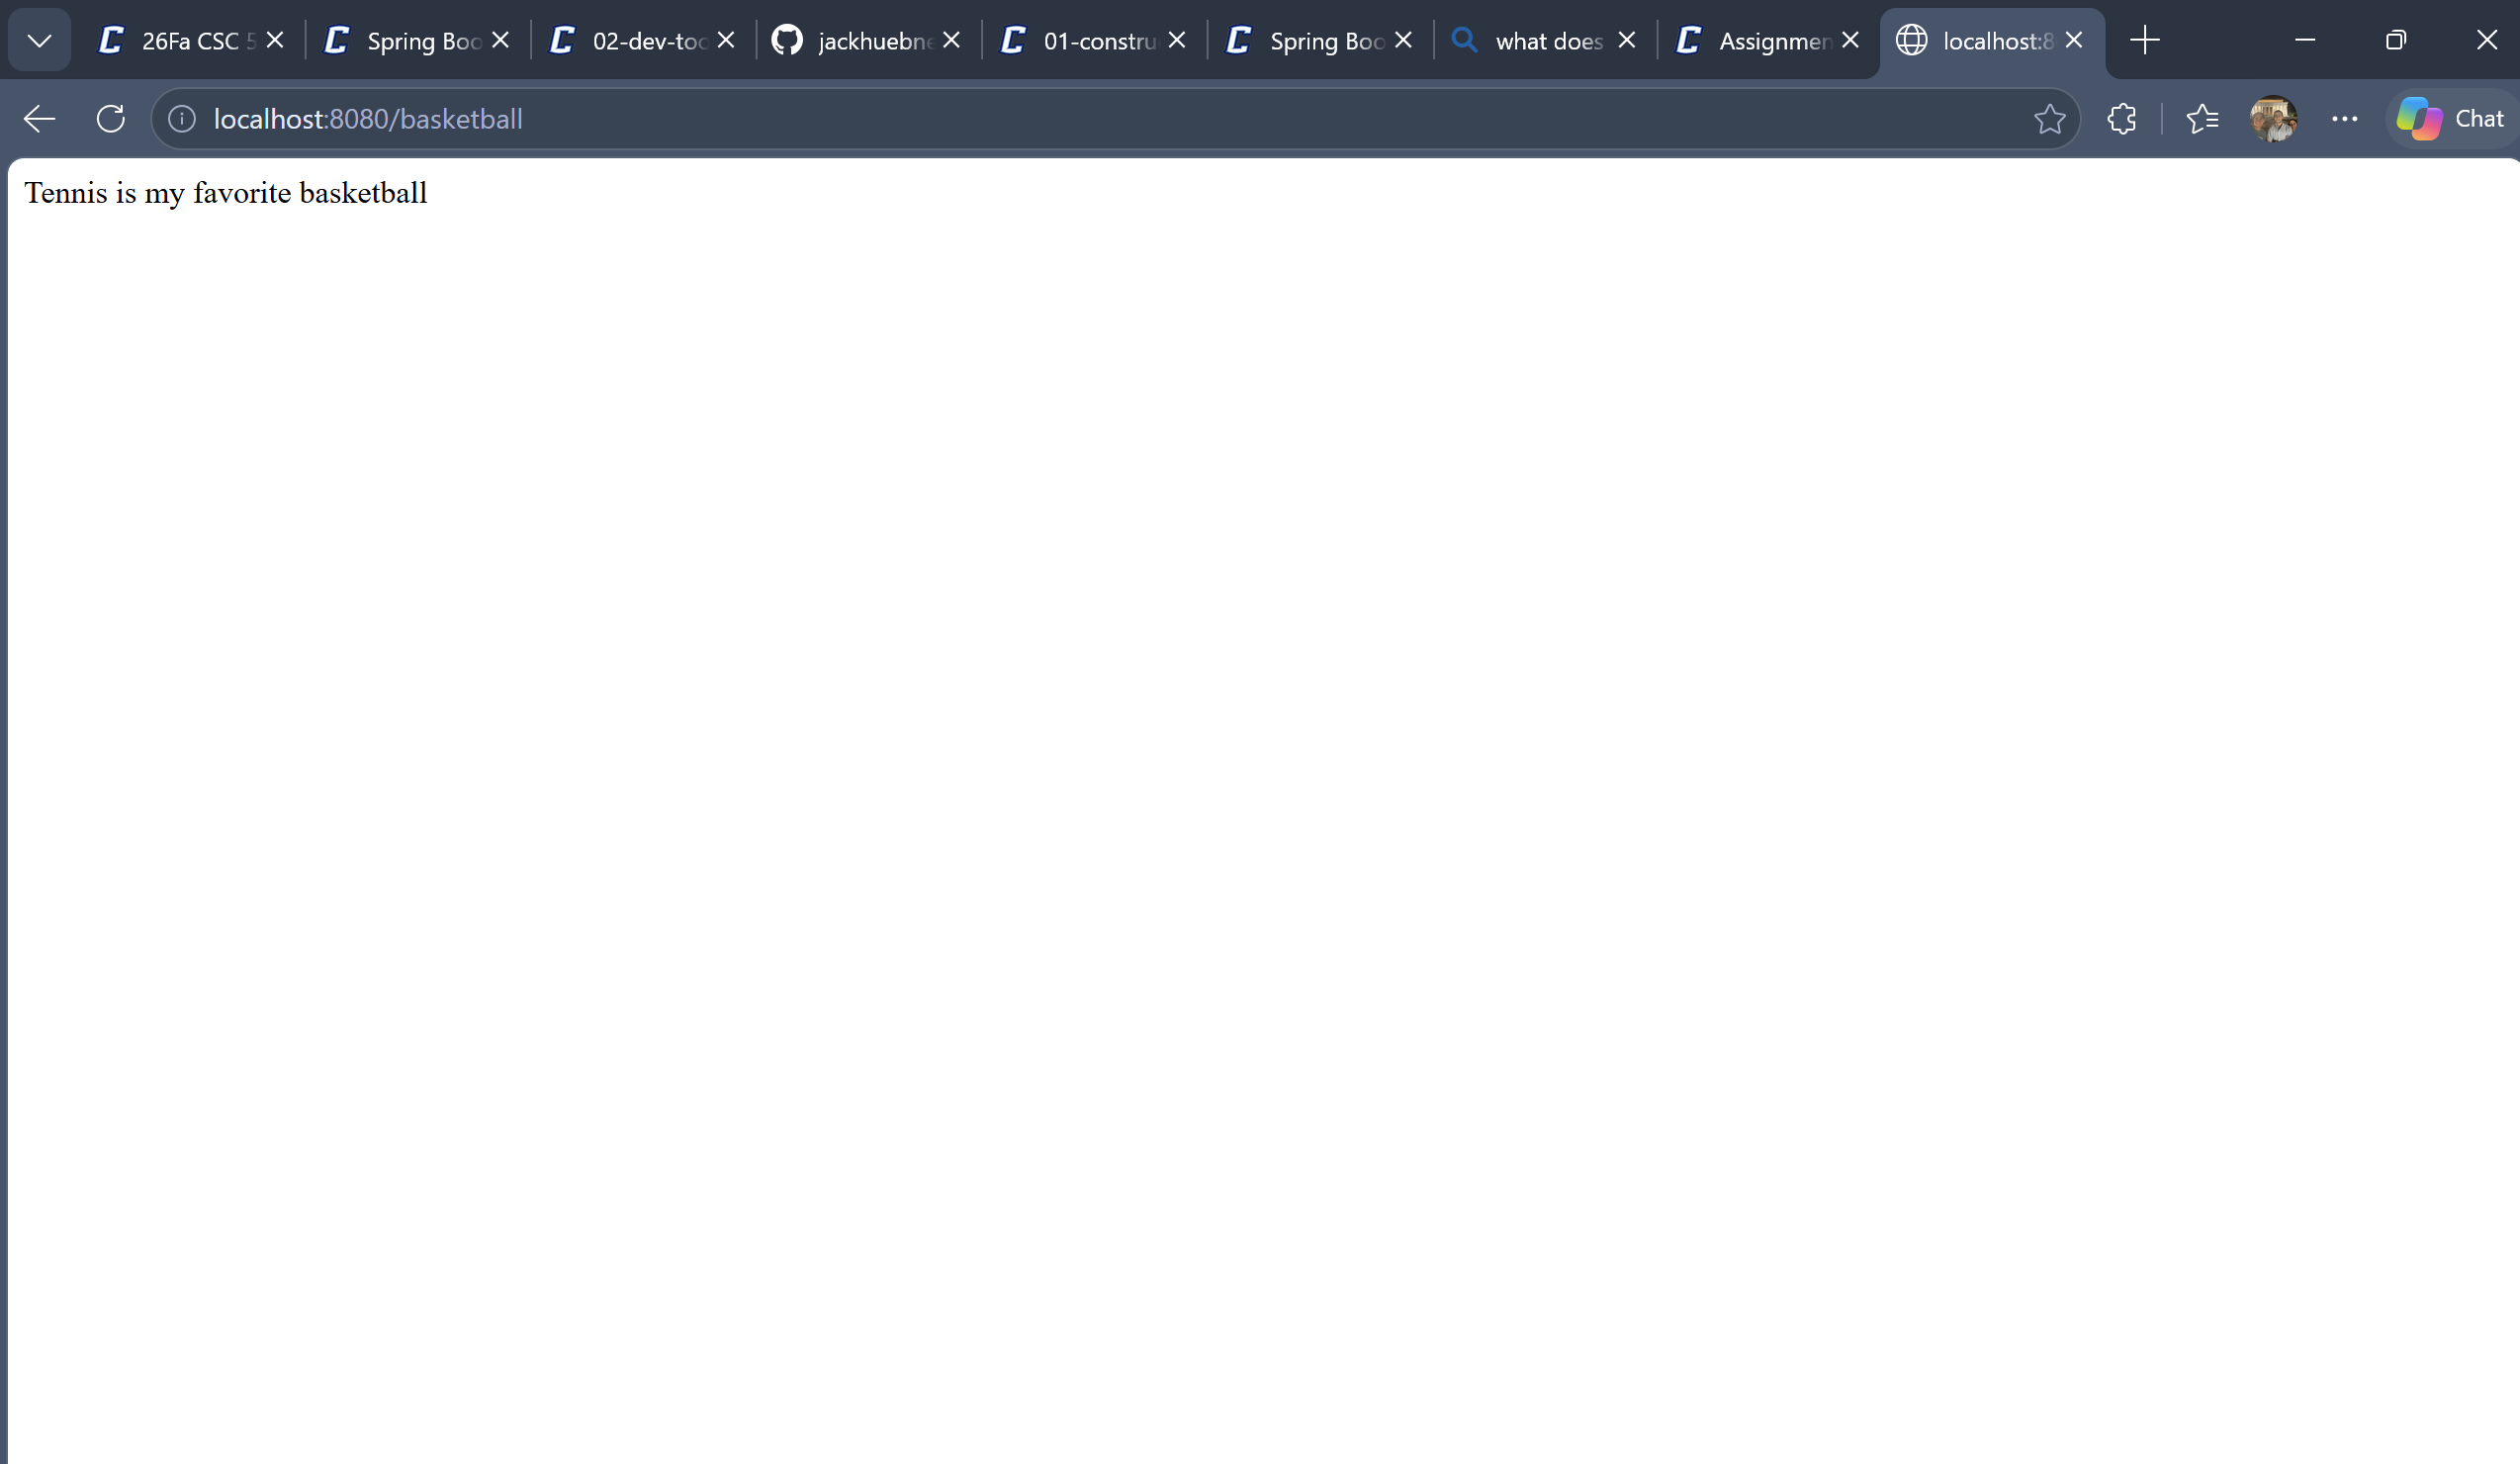 26Fa CSC 5
Spring Boo
02-dev-too
jackhuebne
01-constru
Spring Boo
what does
Assignmen
localhost:8
localhost:8080/basketball
Chat
Tennis is my favorite basketball